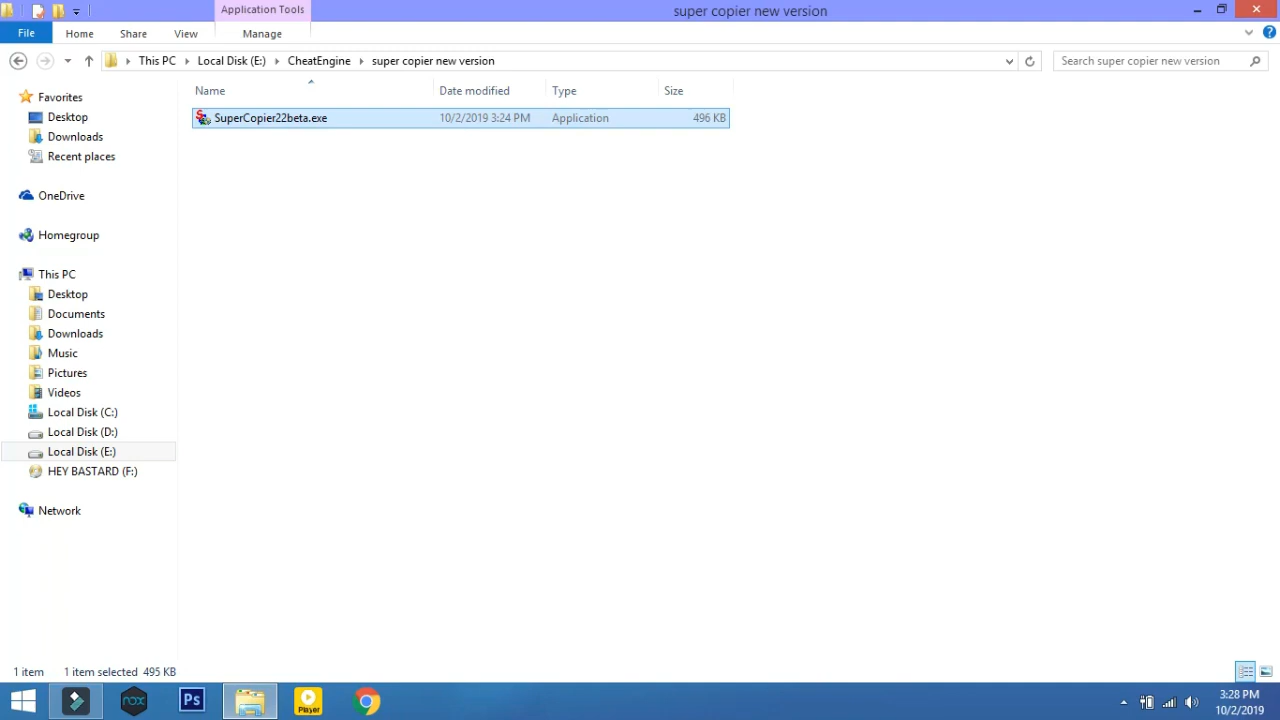 Application Tools
super copier new version
File
Home
Share
View
Manage
This PC
Local Disk (E:)
CheatEngine
super copier new version
Search super copier new version
Name
Date modified
Type
Size
SuperCopier22beta.exe
10/2/2019 3:24 PM
Application
496 KB
Favorites
Desktop
Downloads
Recent places
OneDrive
Homegroup
This PC
Desktop
Documents
Downloads
Music
Pictures
Videos
Local Disk (C:)
Local Disk (D:)
Local Disk (E:)
HEY BASTARD (F:)
Network
1 item
1 item selected 495 KB
nox
Ps
Player
3:28 PM
10/2/2019